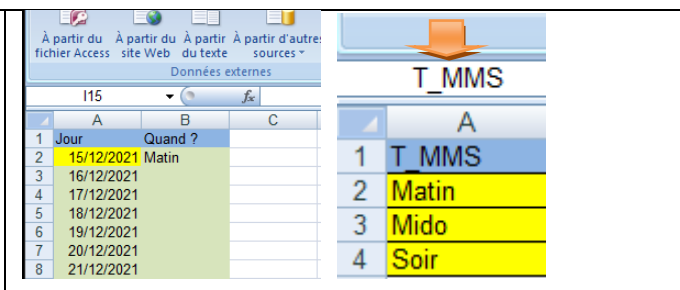 À partir du À partir du À partir À partir d'autre
fichier Access site Web du texte sources
Données externes
I15 fx
A B C
1 Jour Quand ?
2 15/12/2021 Matin
3 16/12/2021
4 17/12/2021
5 18/12/2021
6 19/12/2021
7 20/12/2021
8 21/12/2021
T_MMS
A
1 T_MMS
2 Matin
3 Mido
4 Soir